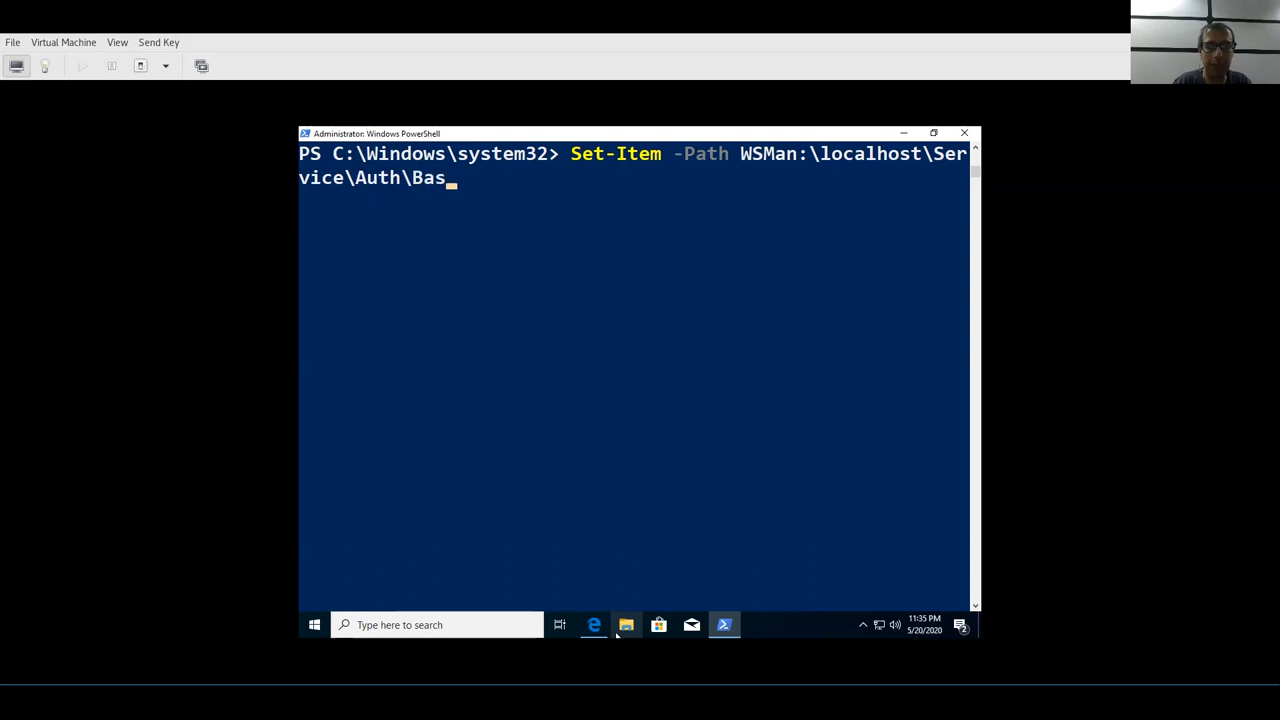 File Virtual Machine View Send Key
Administrator: Windows PowerShell
PS C:\Windows\system32> Set-Item -Path WSMan:\localhost\Ser
vice\Auth\Bas
Type here to search
11:35 PM
5/20/2020
2